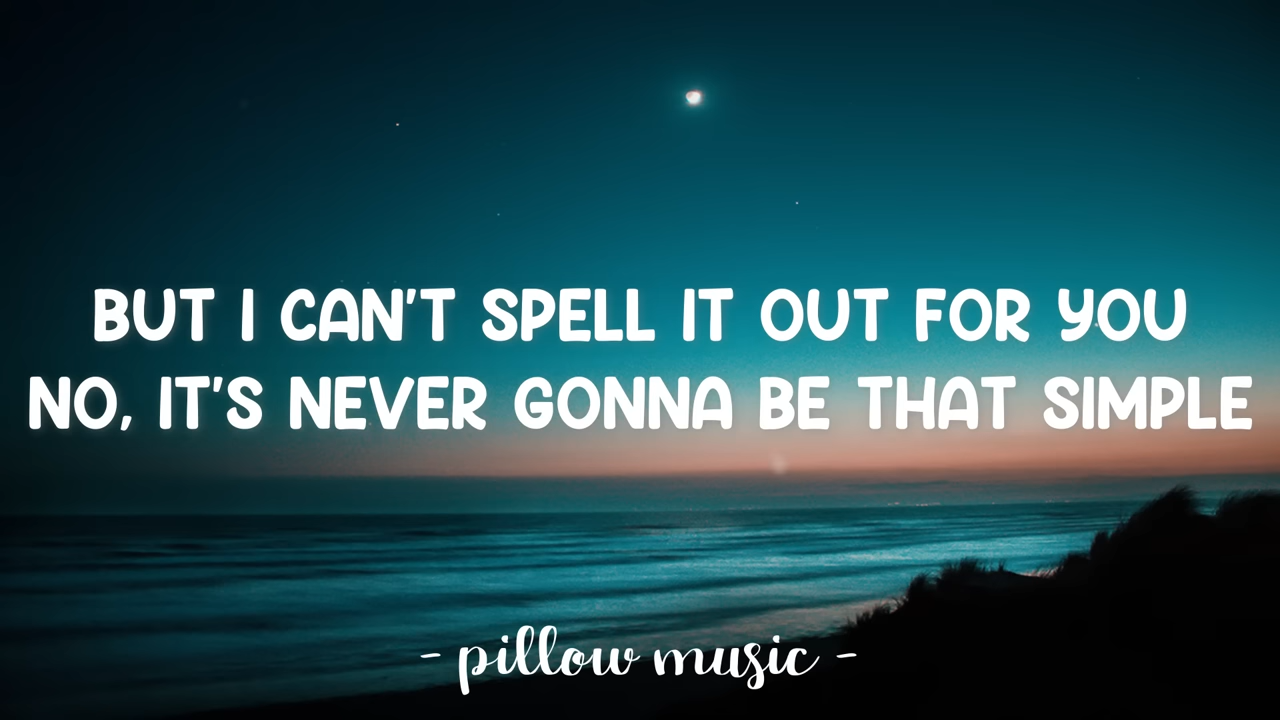 BUT I CAN'T SPELL IT OUT FOR YOU
NO, IT'S NEVER GONNA BE THAT SIMPLE
- pillow music -